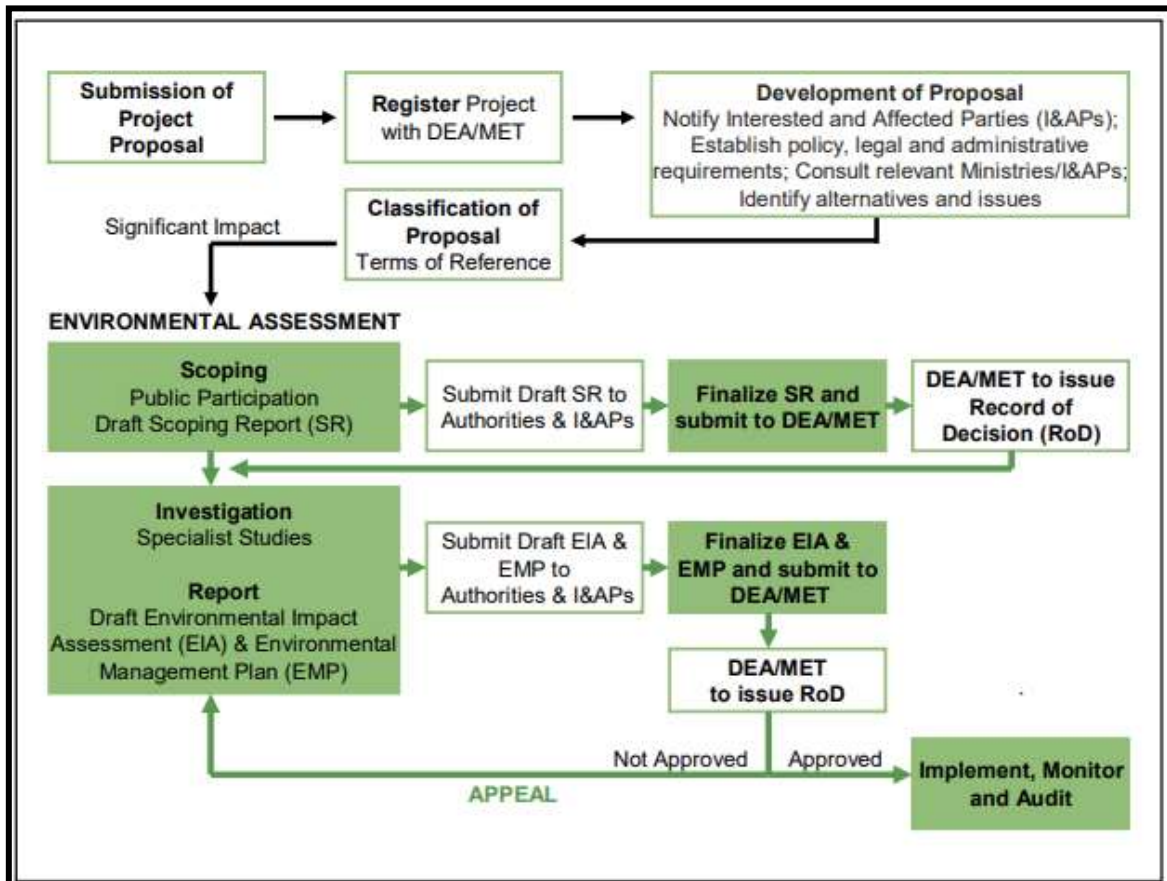 Submission of
Project
Proposal
Register Project
with DEA/MET
Development of Proposal
Notify Interested and Affected Parties (I&APs);
Establish policy, legal and administrative
requirements; Consult relevant Ministries/I&APs;
Identify alternatives and issues
Classification of
Proposal
Terms of Reference
Significant Impact
ENVIRONMENTAL ASSESSMENT
Scoping
Public Participation
Draft Scoping Report (SR)
Submit Draft SR to
Authorities & I&APs
Finalize SR and
submit to DEA/MET
DEA/MET to issue
Record of
Decision (RoD)
Investigation
Specialist Studies
Report
Draft Environmental Impact
Assessment (EIA) & Environmental
Management Plan (EMP)
Submit Draft EIA &
EMP to
Authorities & I&APs
Finalize EIA &
EMP and submit to
DEA/MET
DEA/MET
to issue RoD
Not Approved
Approved
APPEAL
Implement, Monitor
and Audit